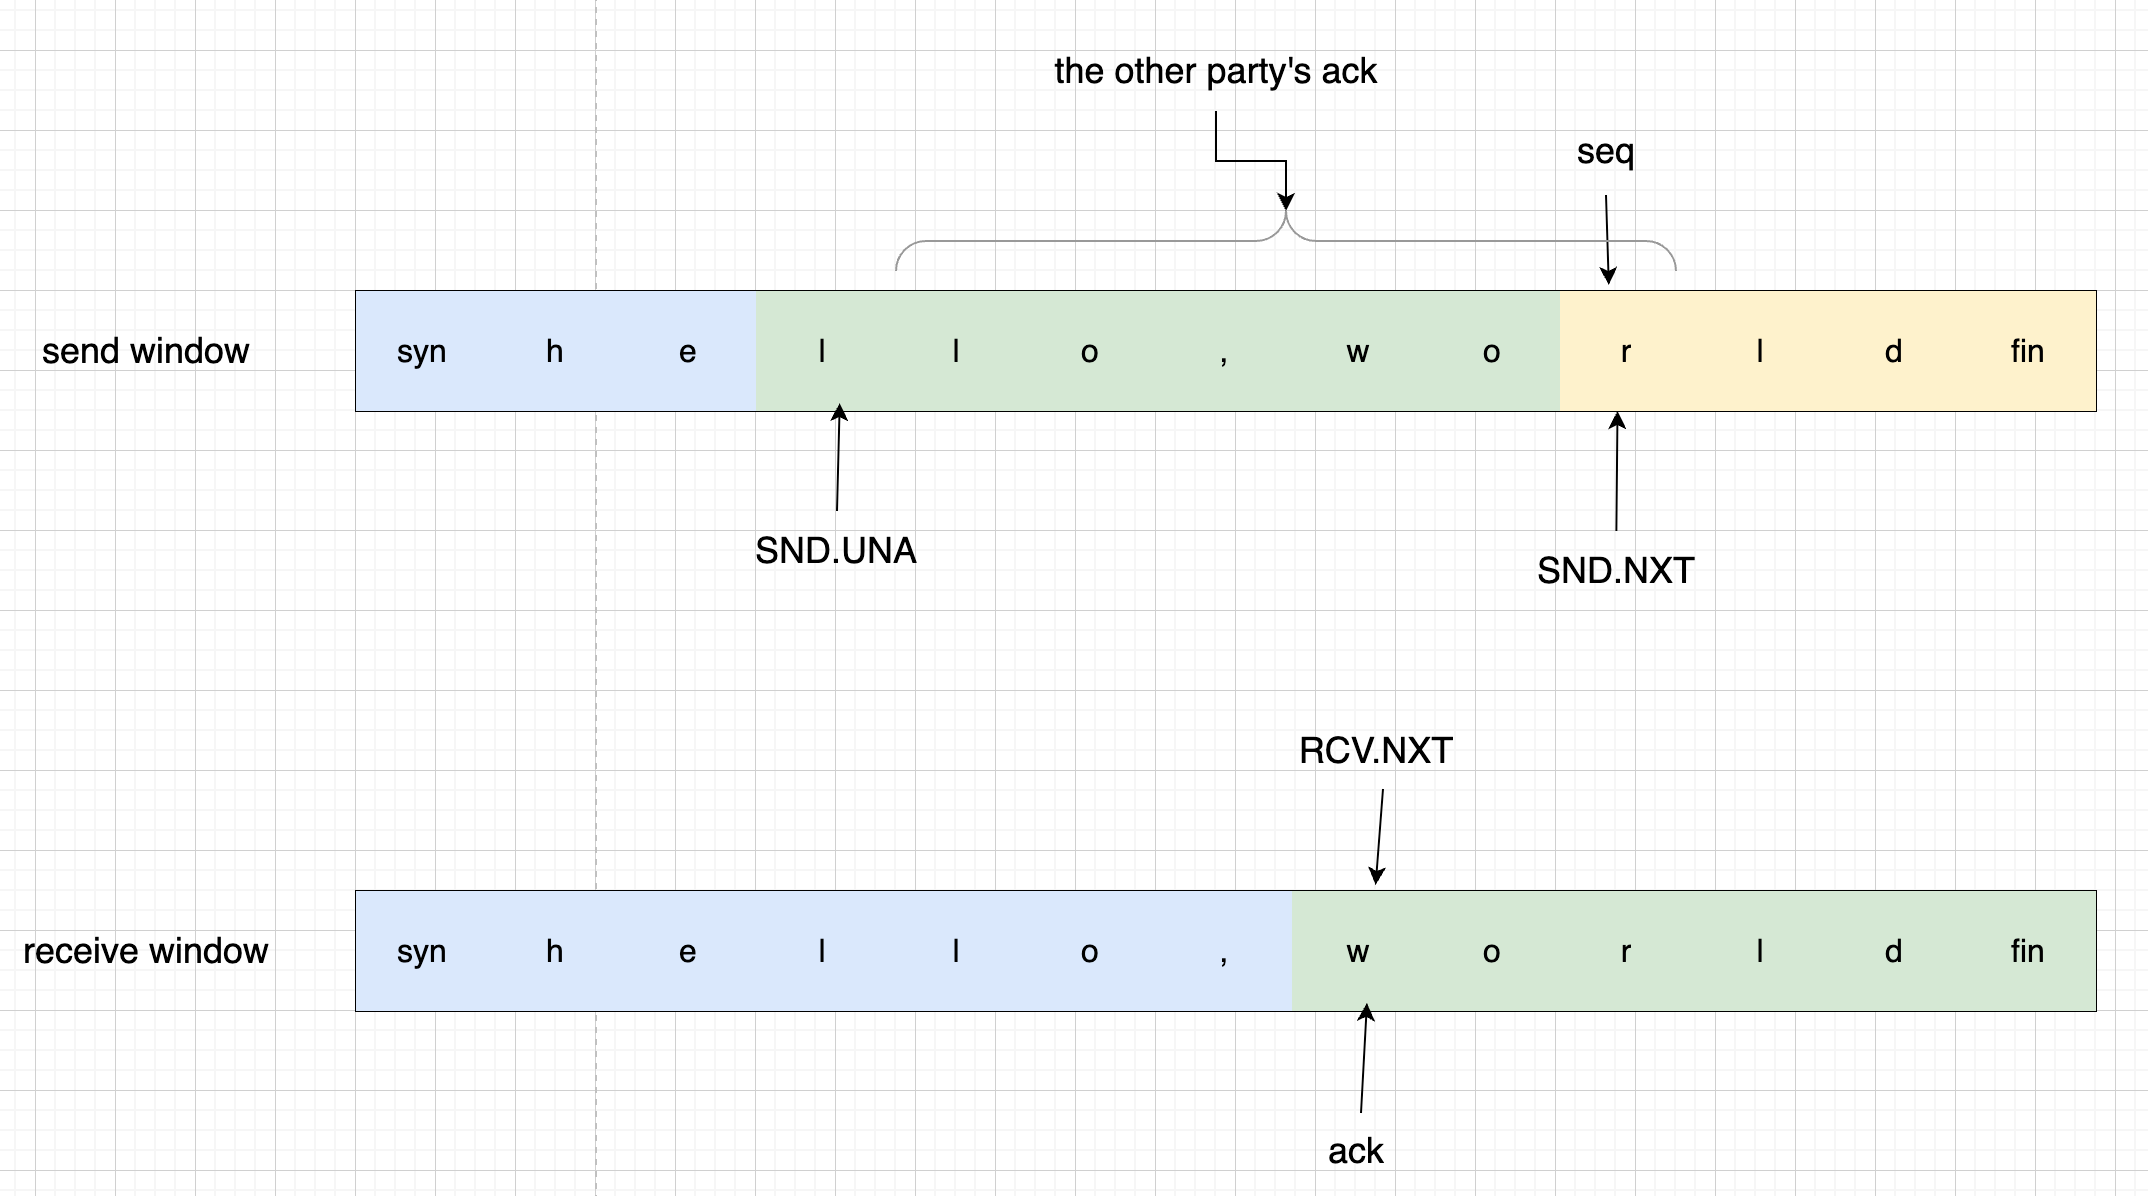 the other party's ack
seq
send window
syn h e l l o , w o r l d fin
SND.UNA
SND.NXT
RCV.NXT
receive window
syn h e l l o , w o r l d fin
ack